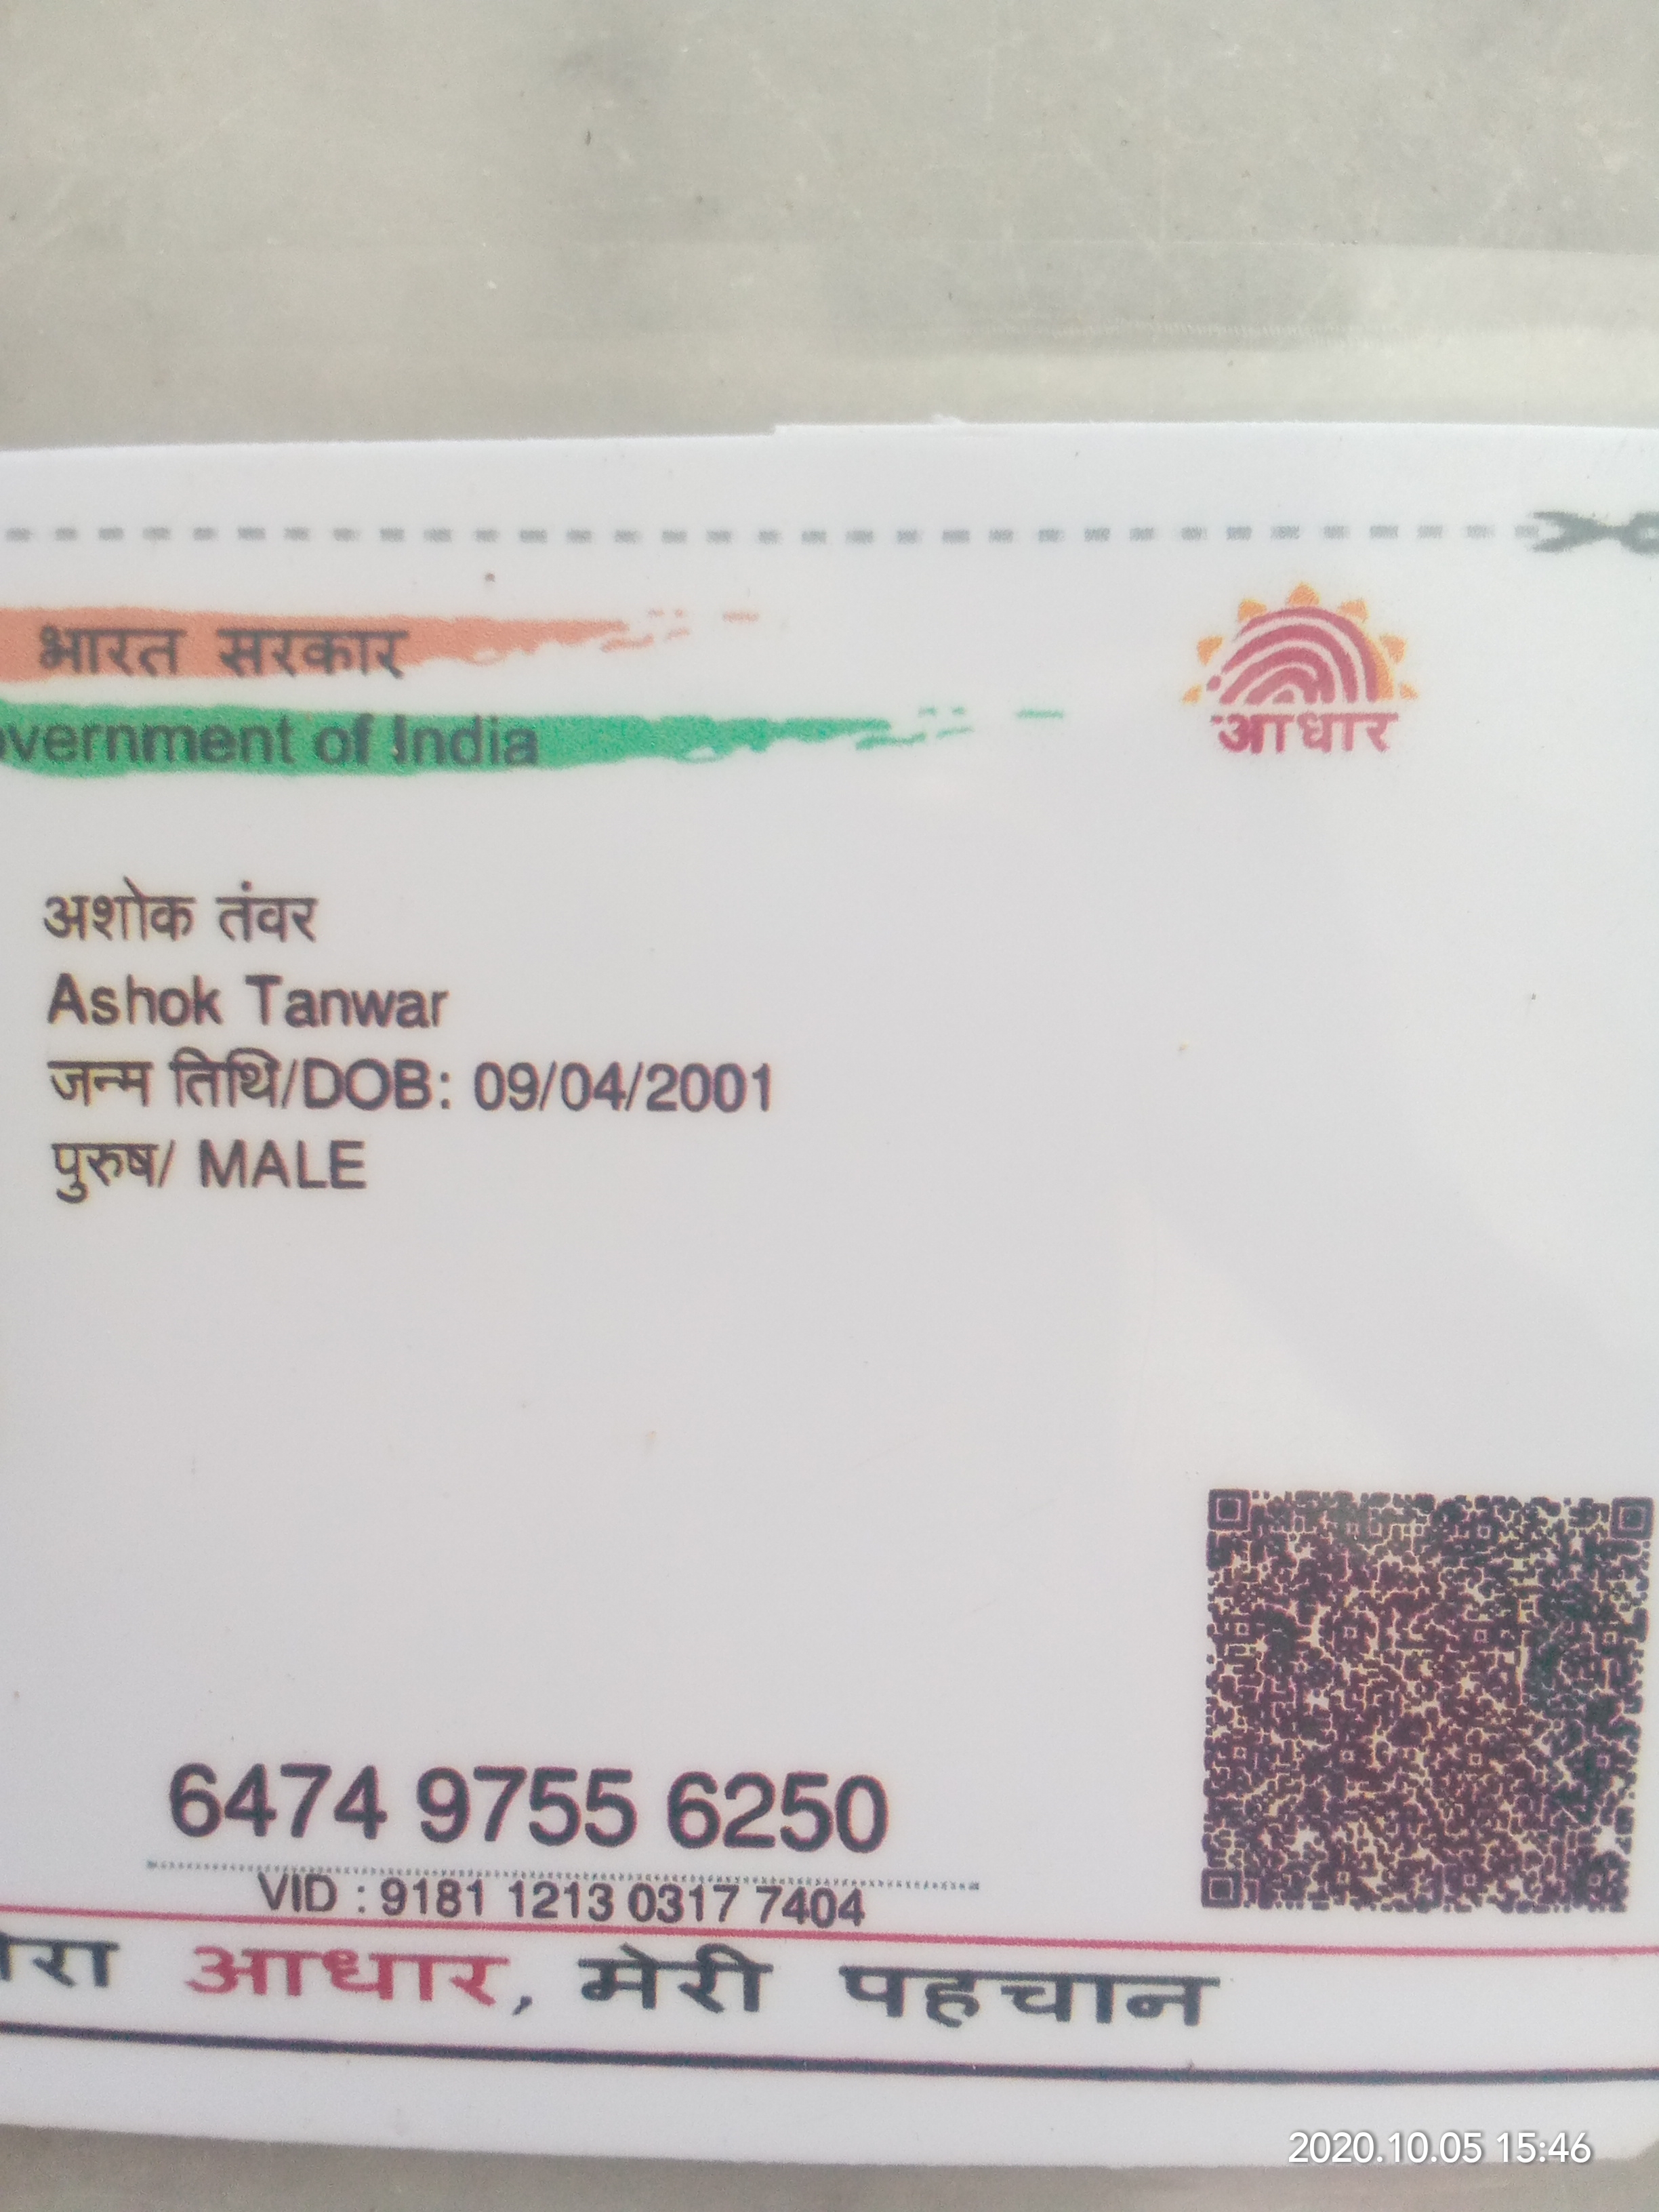 भारत सरकार
overnment of India
आधार
अशोक तंवर
Ashok Tanwar
जन्म तिथि/DOB: 09/04/2001
पुरुष/ MALE
6474 9755 6250
VID : 9181 1213 0317 7404
मेरा आधार, मेरी पहचान
2020.10.05 15:46